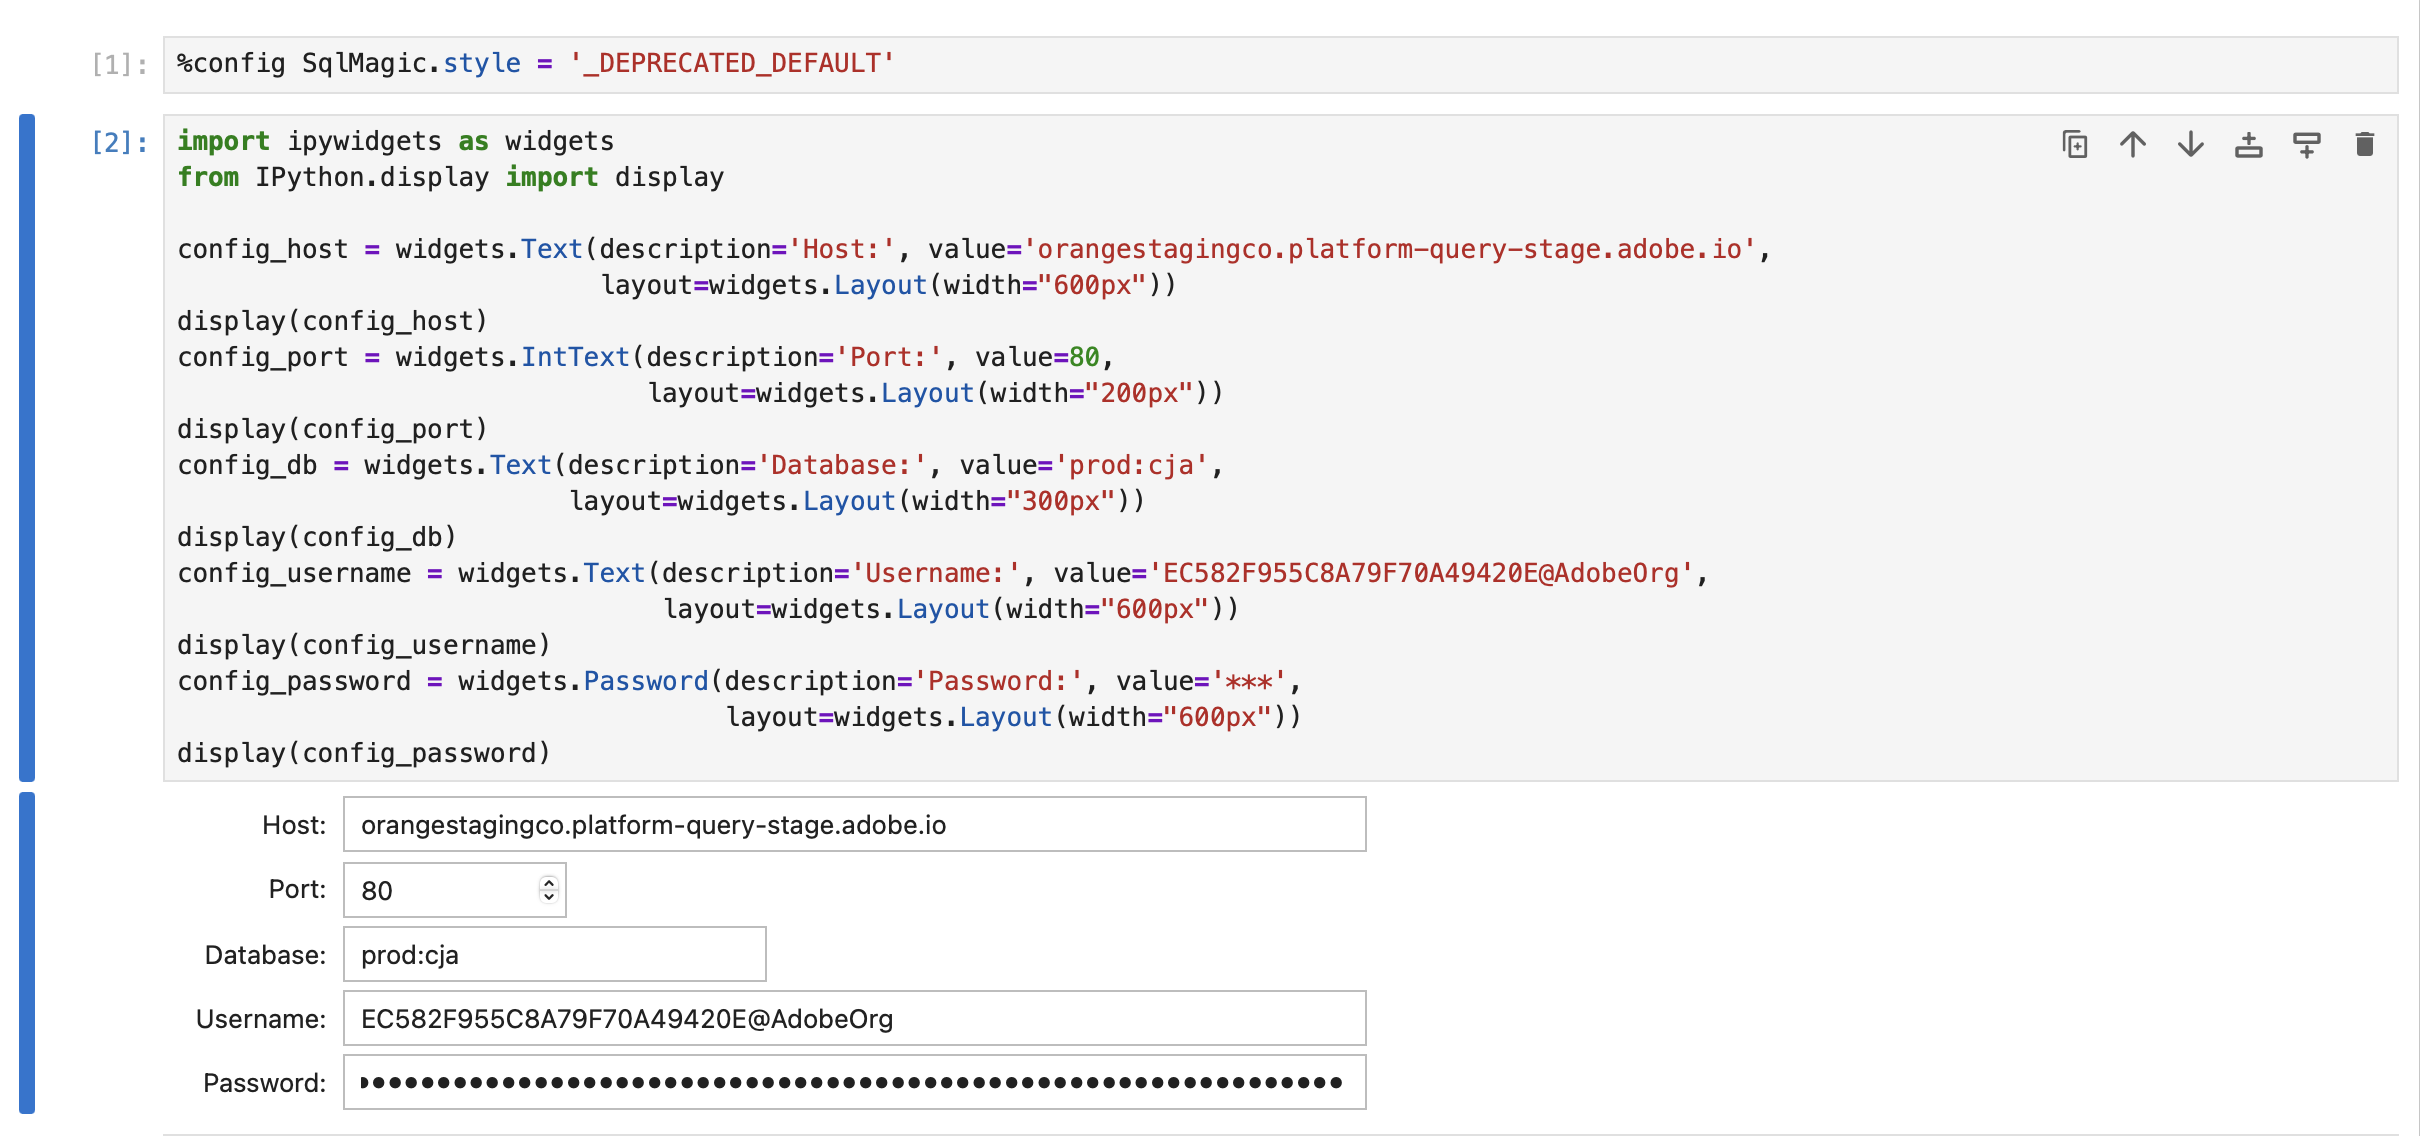 [1]: %config SqlMagic.style = '_DEPRECATED_DEFAULT'
[2]: import ipywidgets as widgets
from IPython.display import display
config_host = widgets.Text(description='Host:', value='orangestagingco.platform-query-stage.adobe.io',
layout=widgets.Layout(width="600px"))
display(config_host)
config_port = widgets.IntText(description='Port:', value=80,
layout=widgets.Layout(width="200px"))
display(config_port)
config_db = widgets.Text(description='Database:', value='prod:cja',
layout=widgets.Layout(width="300px"))
display(config_db)
config_username = widgets.Text(description='Username:', value='EC582F955C8A79F70A49420E@AdobeOrg',
layout=widgets.Layout(width="600px"))
display(config_username)
config_password = widgets.Password(description='Password:', value='***',
layout=widgets.Layout(width="600px"))
display(config_password)
Host: orangestagingco.platform-query-stage.adobe.io
Port: 80
Database: prod:cja
Username: EC582F955C8A79F70A49420E@AdobeOrg
Password: